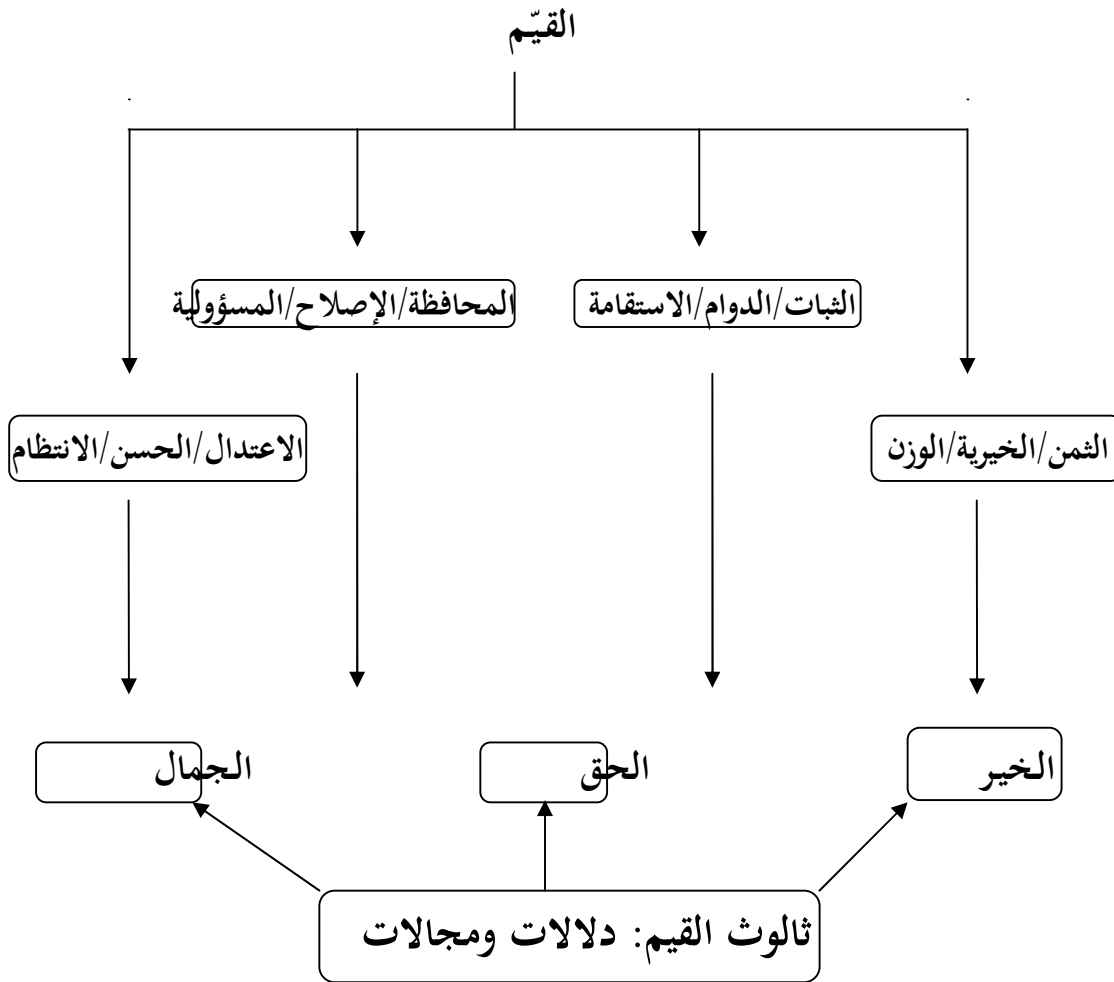 القيّم
الثبات/الدوام/الاستقامة
المحافظة/الإصلاح/المسؤولية
الثمن/الخيرية/الوزن
الاعتدال/الحسن/الانتظام
الخير
الحق
الجمال
ثالوث القيم: دلالات ومجالات